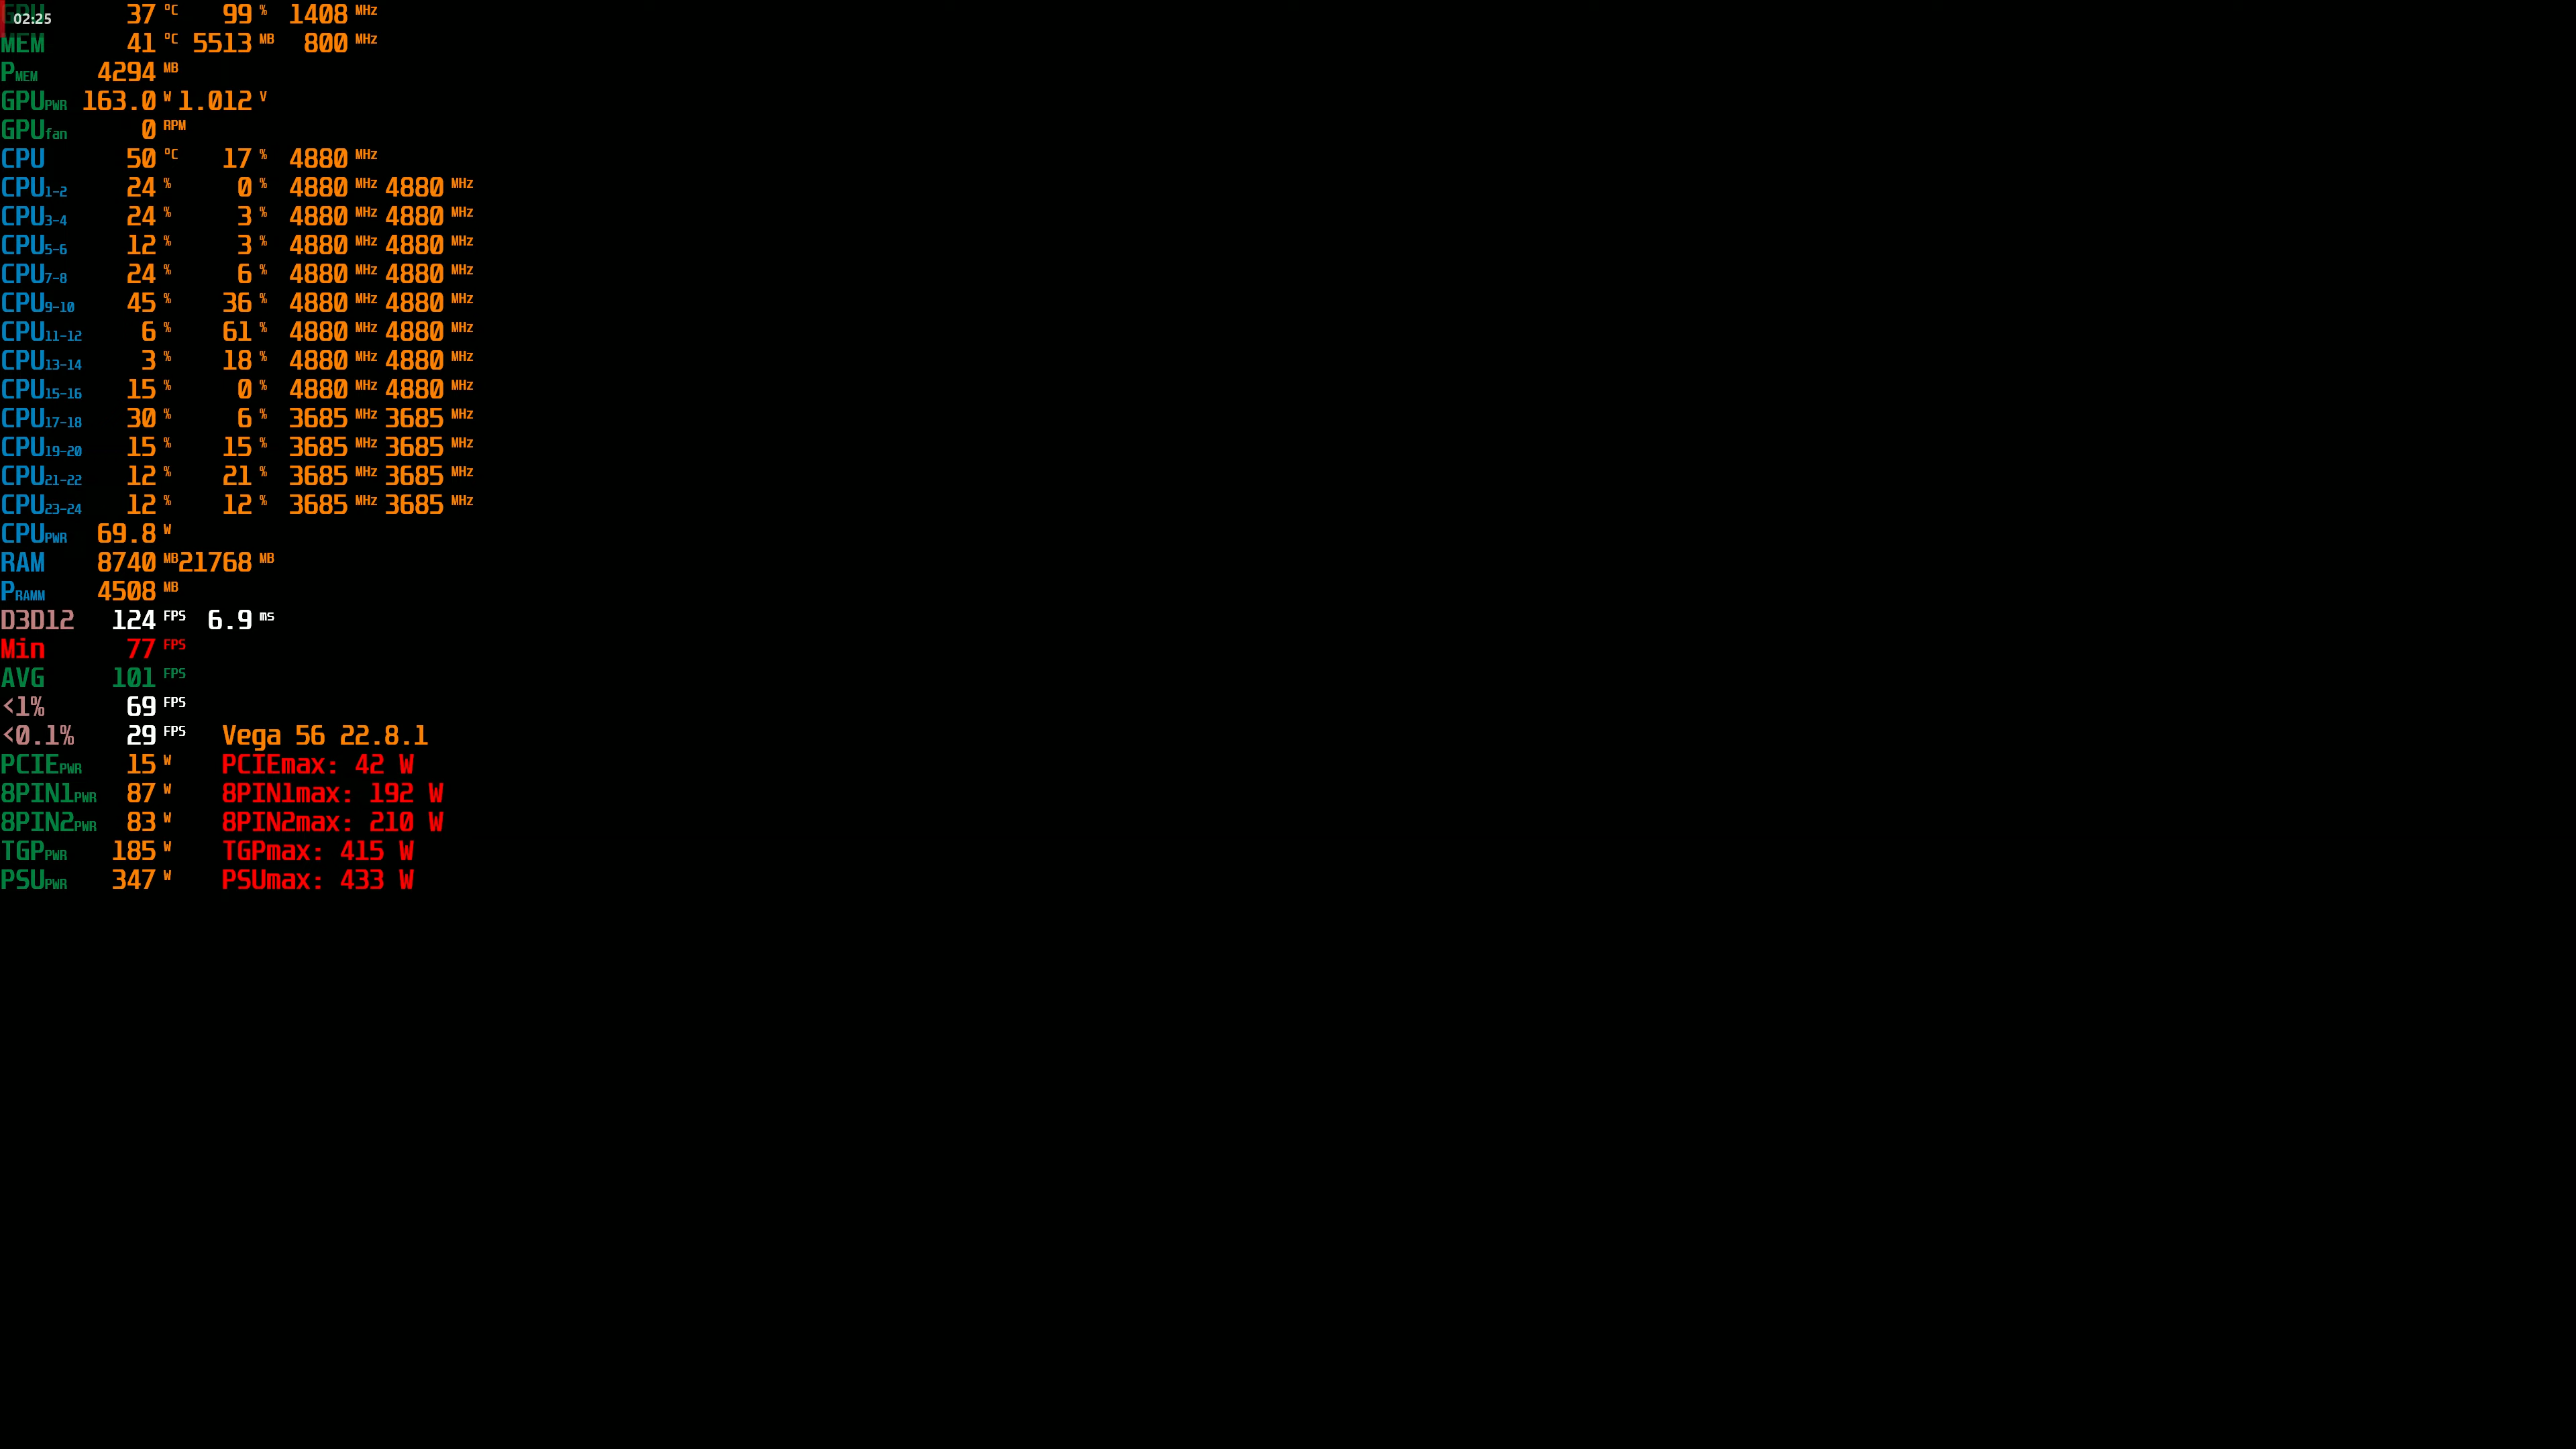 02:25
GPU 37 °C 99 % 1408 MHz
MEM 41 °C 5513 MB 800 MHz
PMEM 4294 MB
GPUPWR 163.0 W 1.012 V
GPUfan 0 RPM
CPU 50 °C 17 % 4880 MHz
CPU1-2 24 % 0 % 4880 MHz 4880 MHz
CPU3-4 24 % 3 % 4880 MHz 4880 MHz
CPU5-6 12 % 3 % 4880 MHz 4880 MHz
CPU7-8 24 % 6 % 4880 MHz 4880 MHz
CPU9-10 45 % 36 % 4880 MHz 4880 MHz
CPU11-12 6 % 61 % 4880 MHz 4880 MHz
CPU13-14 3 % 18 % 4880 MHz 4880 MHz
CPU15-16 15 % 0 % 4880 MHz 4880 MHz
CPU17-18 30 % 6 % 3685 MHz 3685 MHz
CPU19-20 15 % 15 % 3685 MHz 3685 MHz
CPU21-22 12 % 21 % 3685 MHz 3685 MHz
CPU23-24 12 % 12 % 3685 MHz 3685 MHz
CPUPWR 69.8 W
RAM 8740 MB 21768 MB
PRAMM 4508 MB
D3D12 124 FPS 6.9 ms
Min 77 FPS
AVG 101 FPS
<1% 69 FPS
<0.1% 29 FPS Vega 56 22.8.1
PCIEPWR 15 W PCIEmax: 42 W
8PIN1PWR 87 W 8PIN1max: 192 W
8PIN2PWR 83 W 8PIN2max: 210 W
TGPPWR 185 W TGPmax: 415 W
PSUPWR 347 W PSUmax: 433 W